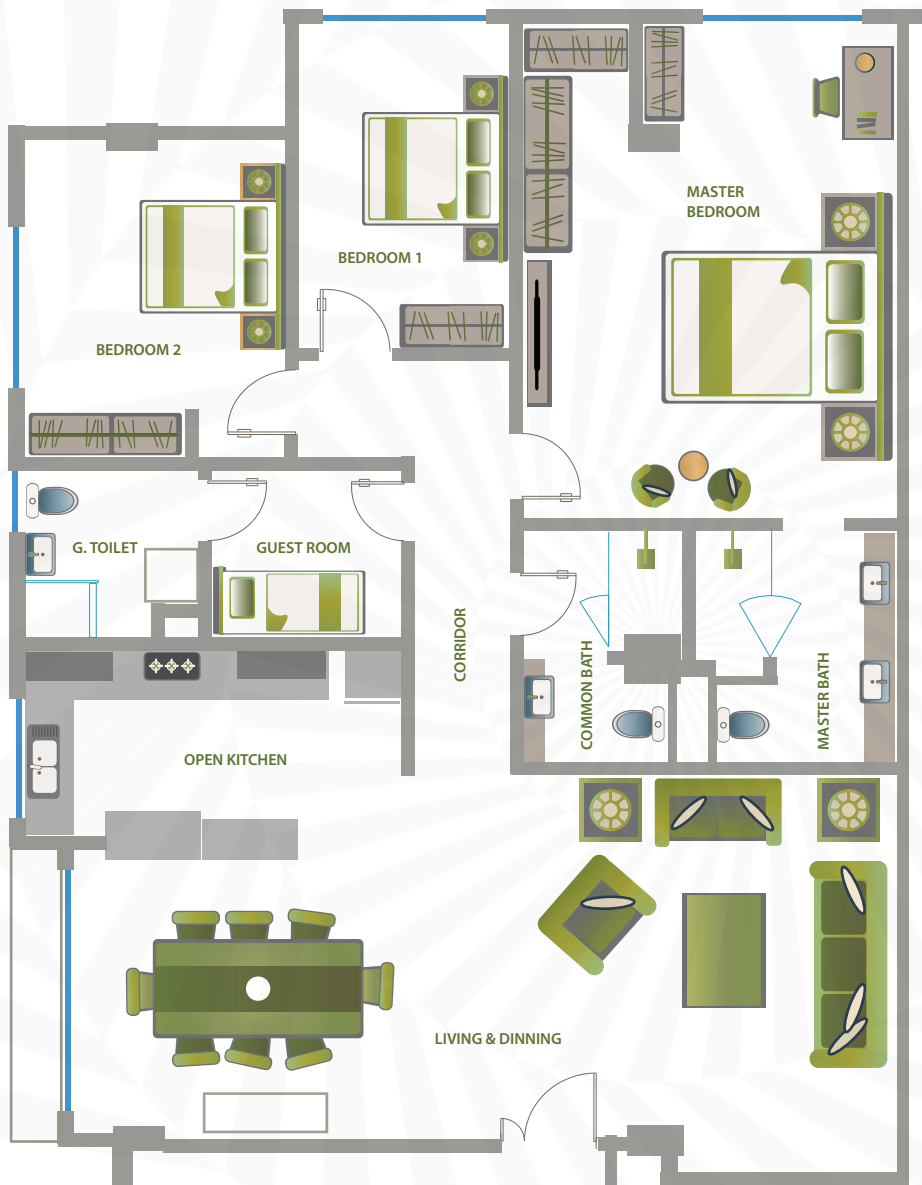 MASTER
BEDROOM
BEDROOM 1
BEDROOM 2
G. TOILET
GUEST ROOM
CORRIDOR
COMMON BATH
MASTER BATH
OPEN KITCHEN
LIVING & DINNING